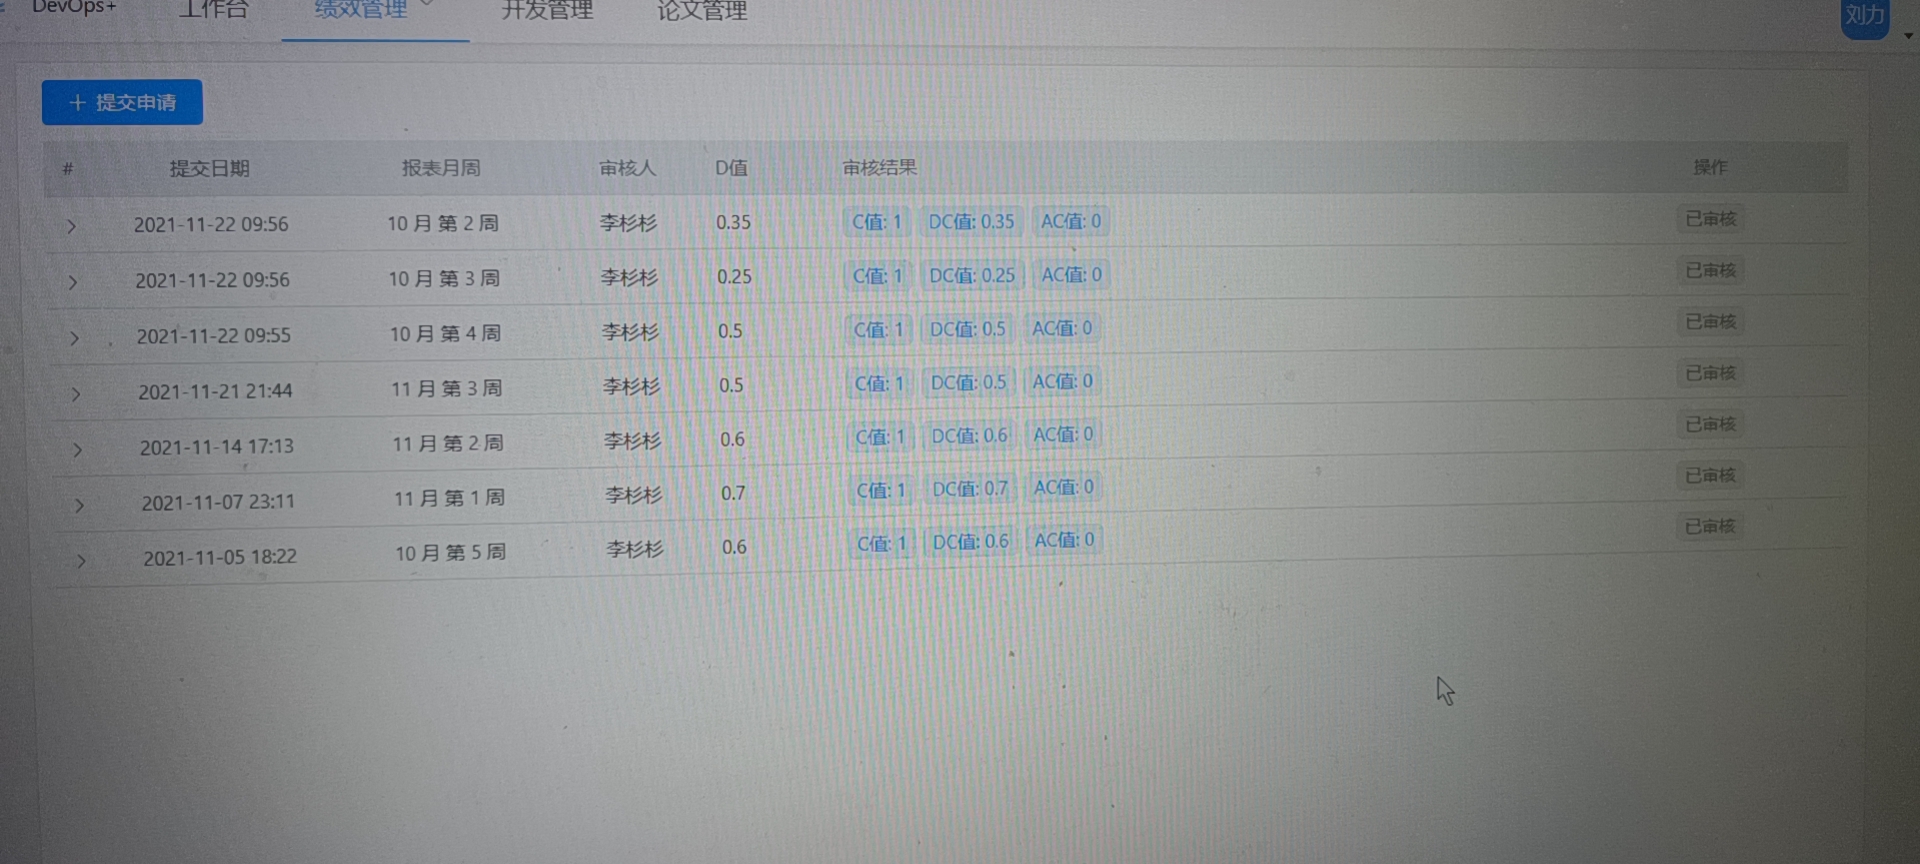 DevOps+ 工作台 绩效管理 开发管理 论文管理 刘力
+ 提交申请
# 提交日期 报表月周 审核人 D值 审核结果 操作
2021-11-22 09:56 10 月 第 2 周 李杉杉 0.35 C值: 1 DC值: 0.35 AC值: 0 已审核
2021-11-22 09:56 10 月 第 3 周 李杉杉 0.25 C值: 1 DC值: 0.25 AC值: 0 已审核
2021-11-22 09:55 10 月 第 4 周 李杉杉 0.5 C值: 1 DC值: 0.5 AC值: 0 已审核
2021-11-21 21:44 11 月 第 3 周 李杉杉 0.5 C值: 1 DC值: 0.5 AC值: 0 已审核
2021-11-14 17:13 11 月 第 2 周 李杉杉 0.6 C值: 1 DC值: 0.6 AC值: 0 已审核
2021-11-07 23:11 11 月 第 1 周 李杉杉 0.7 C值: 1 DC值: 0.7 AC值: 0 已审核
2021-11-05 18:22 10 月 第 5 周 李杉杉 0.6 C值: 1 DC值: 0.6 AC值: 0 已审核